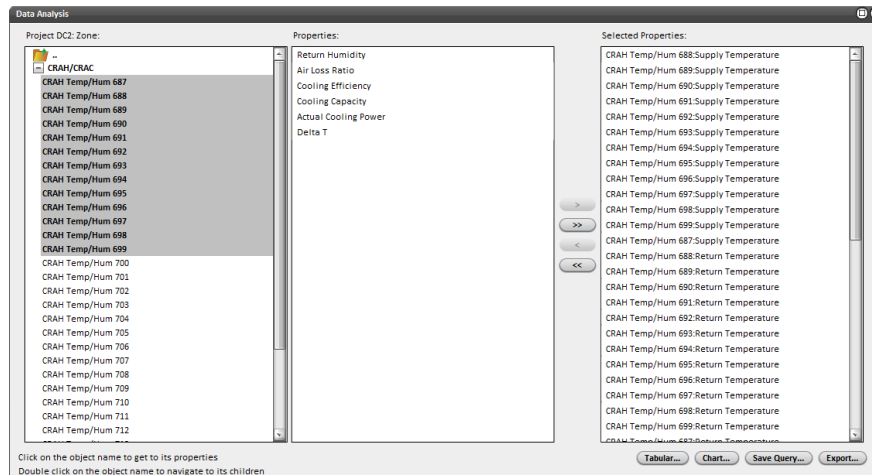 Data Analysis
Project DC2: Zone:
..
CRAH/CRAC
CRAH Temp/Hum 687
CRAH Temp/Hum 688
CRAH Temp/Hum 689
CRAH Temp/Hum 690
CRAH Temp/Hum 691
CRAH Temp/Hum 692
CRAH Temp/Hum 693
CRAH Temp/Hum 694
CRAH Temp/Hum 695
CRAH Temp/Hum 696
CRAH Temp/Hum 697
CRAH Temp/Hum 698
CRAH Temp/Hum 699
CRAH Temp/Hum 700
CRAH Temp/Hum 701
CRAH Temp/Hum 702
CRAH Temp/Hum 703
CRAH Temp/Hum 704
CRAH Temp/Hum 705
CRAH Temp/Hum 706
CRAH Temp/Hum 707
CRAH Temp/Hum 708
CRAH Temp/Hum 709
CRAH Temp/Hum 710
CRAH Temp/Hum 711
CRAH Temp/Hum 712
Properties:
Return Humidity
Air Loss Ratio
Cooling Efficiency
Cooling Capacity
Actual Cooling Power
Delta T
>
>>
<
<<
Selected Properties:
CRAH Temp/Hum 688:Supply Temperature
CRAH Temp/Hum 689:Supply Temperature
CRAH Temp/Hum 690:Supply Temperature
CRAH Temp/Hum 691:Supply Temperature
CRAH Temp/Hum 692:Supply Temperature
CRAH Temp/Hum 693:Supply Temperature
CRAH Temp/Hum 694:Supply Temperature
CRAH Temp/Hum 695:Supply Temperature
CRAH Temp/Hum 696:Supply Temperature
CRAH Temp/Hum 697:Supply Temperature
CRAH Temp/Hum 698:Supply Temperature
CRAH Temp/Hum 699:Supply Temperature
CRAH Temp/Hum 687:Supply Temperature
CRAH Temp/Hum 688:Return Temperature
CRAH Temp/Hum 689:Return Temperature
CRAH Temp/Hum 690:Return Temperature
CRAH Temp/Hum 691:Return Temperature
CRAH Temp/Hum 692:Return Temperature
CRAH Temp/Hum 693:Return Temperature
CRAH Temp/Hum 694:Return Temperature
CRAH Temp/Hum 695:Return Temperature
CRAH Temp/Hum 696:Return Temperature
CRAH Temp/Hum 697:Return Temperature
CRAH Temp/Hum 698:Return Temperature
CRAH Temp/Hum 699:Return Temperature
CRAH Temp/Hum 687:Return Temperature
Click on the object name to get to its properties
Double click on the object name to navigate to its children
Tabular...
Chart...
Save Query...
Export...